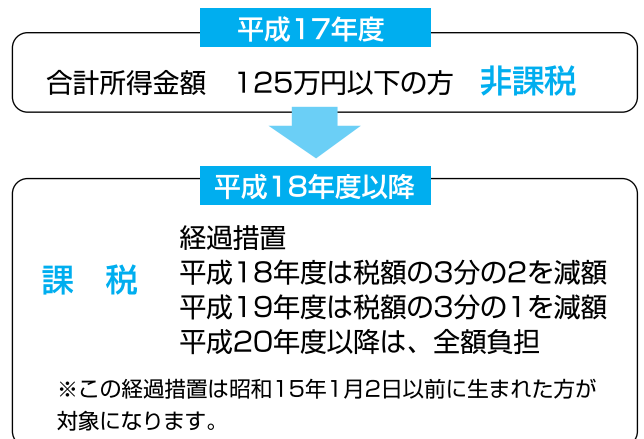 平成17年度
合計所得金額　125万円以下の方　非課税
平成18年度以降
経過措置
課　税　平成18年度は税額の3分の2を減額
平成19年度は税額の3分の1を減額
平成20年度以降は、全額負担
※この経過措置は昭和15年1月2日以前に生まれた方が
対象になります。